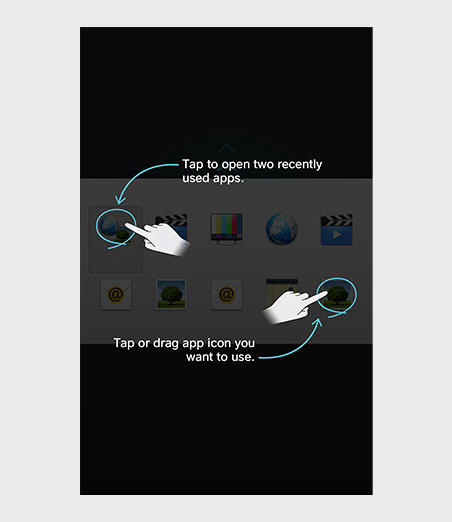 Tap to open two recently
used apps.
@
@
Tap or drag app icon you
want to use.